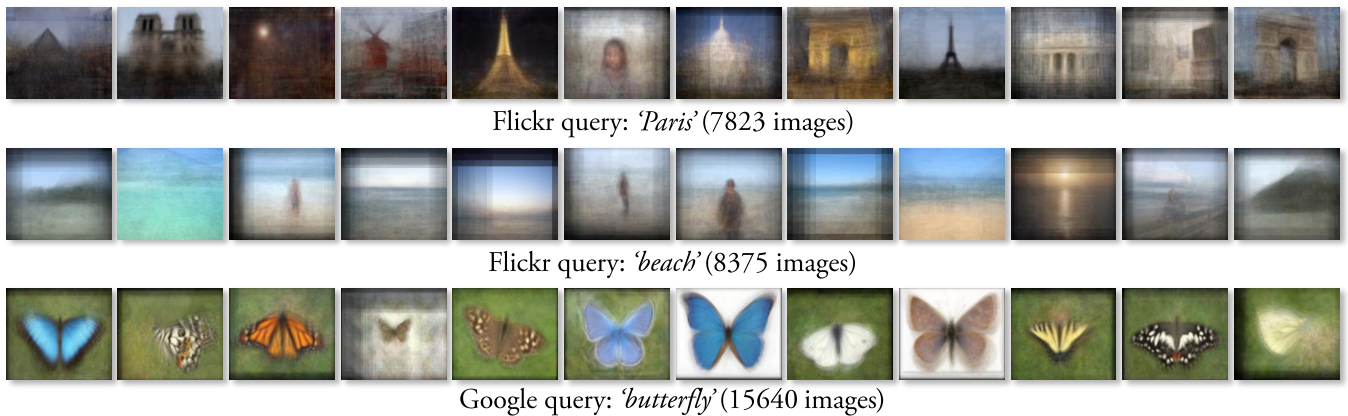 Flickr query: ‘Paris’ (7823 images)
Flickr query: ‘beach’ (8375 images)
Google query: ‘butterfly’ (15640 images)